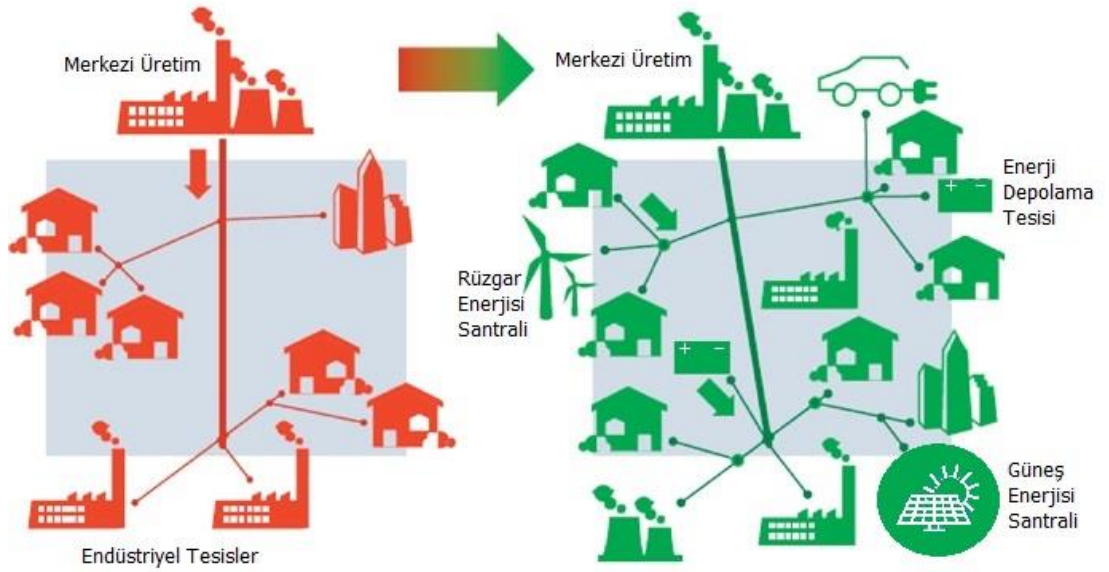 Merkezi Üretim
Merkezi Üretim
Enerji
Depolama
Tesisi
Rüzgar
Enerjisi
Santrali
Güneş
Enerjisi
Santrali
Endüstriyel Tesisler